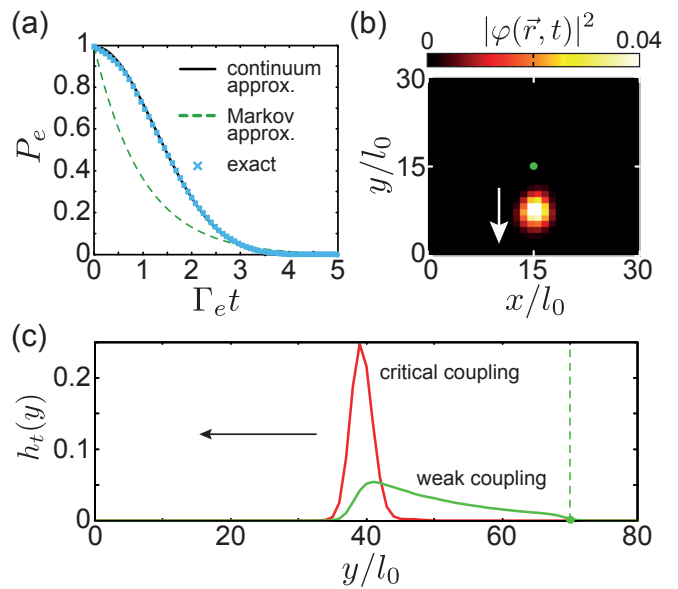 (a)
1
0.8
0.6
0.4
0.2
0
P_e
0 1 2 3 4 5
Γ_e t
continuum
approx.
Markov
approx.
exact
(b)
|φ(r⃗, t)|²
0 0.04
30
15
0
y/l₀
0 15 30
x/l₀
(c)
0.2
0.1
0
h_t(y)
critical coupling
weak coupling
0 20 40 60 80
y/l₀